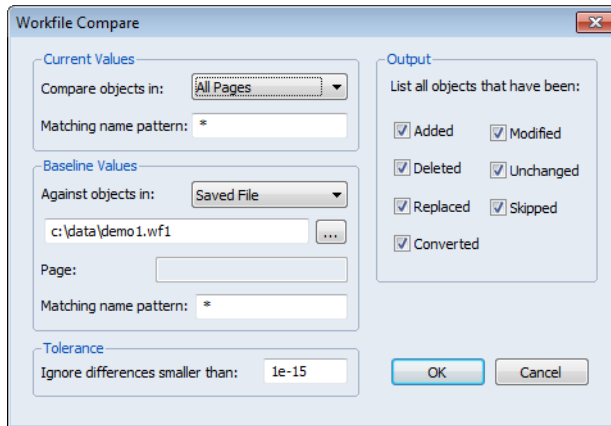 Workfile Compare
Current Values
Compare objects in: All Pages
Matching name pattern: *
Baseline Values
Against objects in: Saved File
c:\data\demo1.wf1 ...
Page:
Matching name pattern: *
Tolerance
Ignore differences smaller than: 1e-15
Output
List all objects that have been:
Added Modified
Deleted Unchanged
Replaced Skipped
Converted
OK Cancel